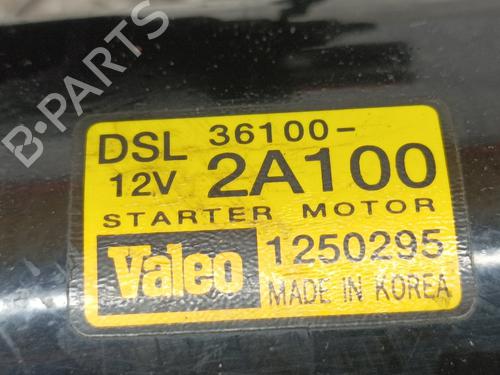 B-PARTS
DSL 36100-
12V 2A100
STARTER MOTOR
Valeo 1250295
MADE IN KOREA